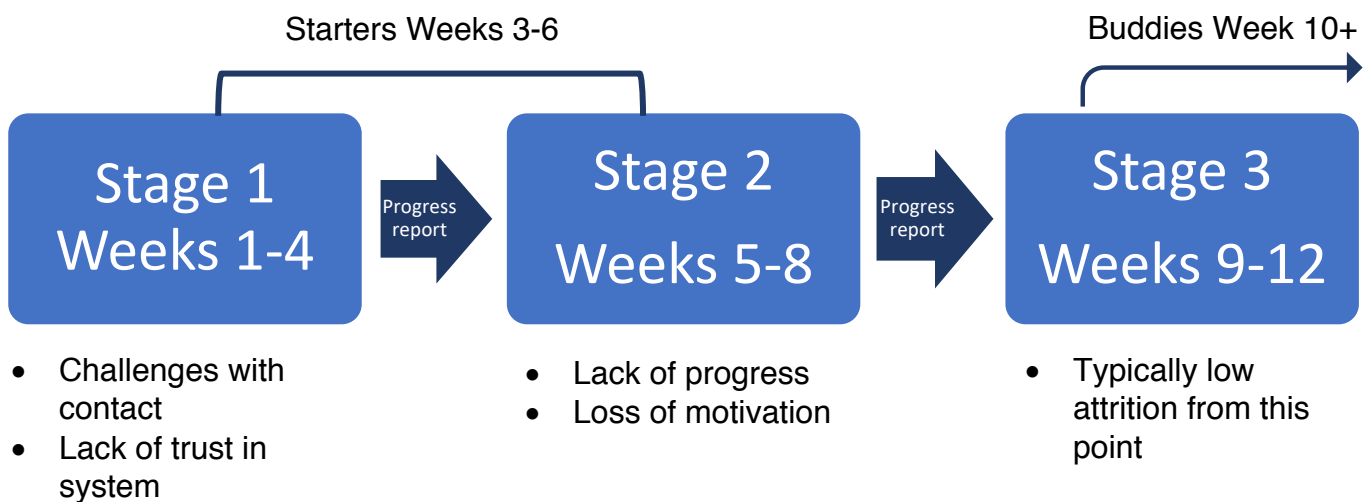 Starters Weeks 3-6
Buddies Week 10+
Stage 1
Weeks 1-4
Progress
report
Stage 2
Weeks 5-8
Progress
report
Stage 3
Weeks 9-12
• Challenges with
contact
• Lack of trust in
system
• Lack of progress
• Loss of motivation
• Typically low
attrition from this
point